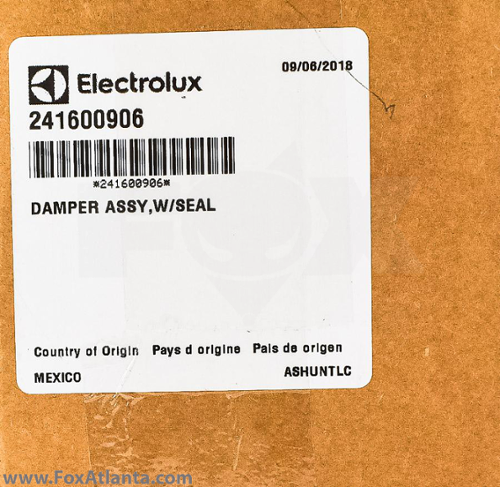 09/06/2018
Electrolux
241600906
*241600906*
DAMPER ASSY,W/SEAL
FOX
Country of Origin Pays d origine Pais de origen
MEXICO ASHUNTLC
www.FoxAtlanta.com